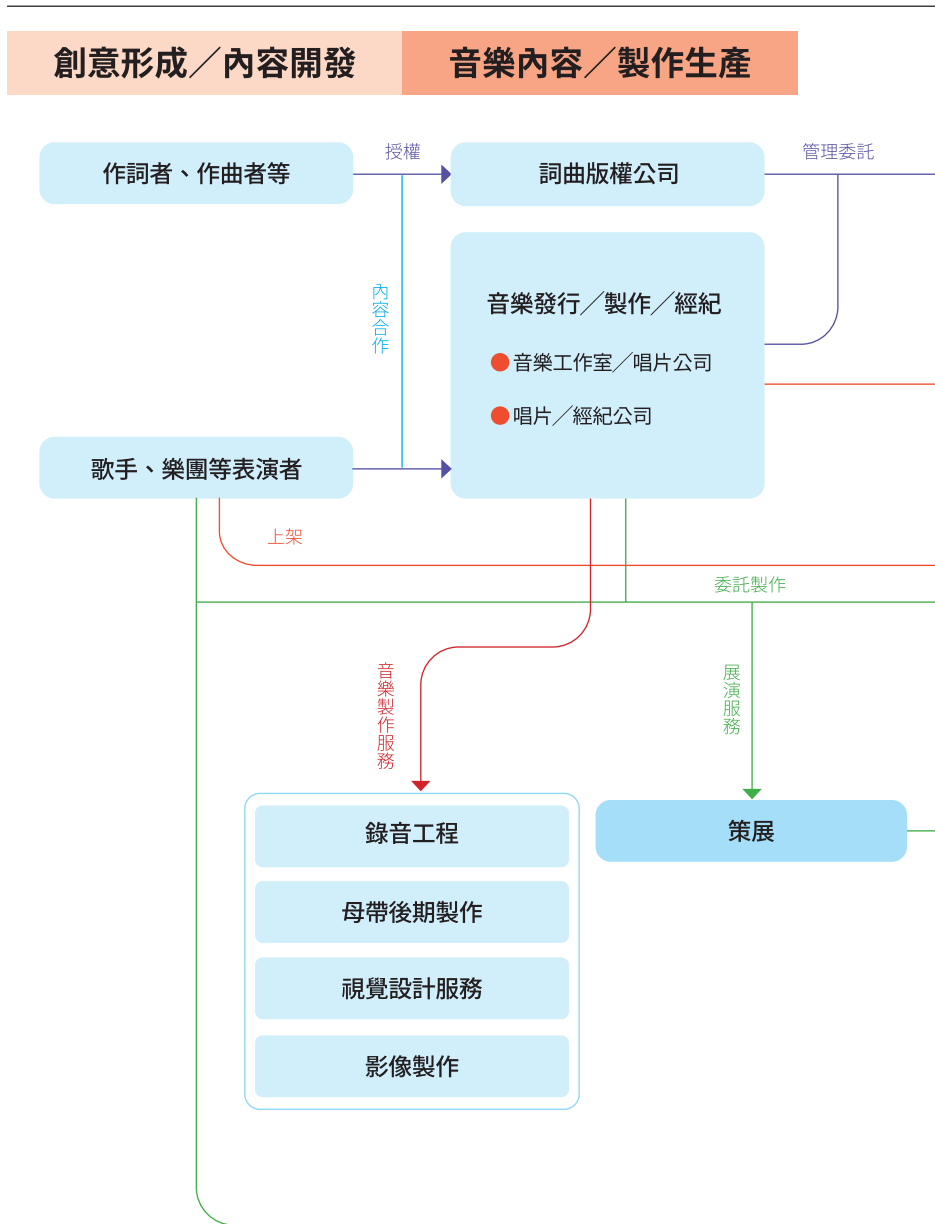 創意形成／內容開發
音樂內容／製作生產
作詞者、作曲者等
授權
詞曲版權公司
管理委託
內容合作
音樂發行／製作／經紀
音樂工作室／唱片公司
唱片／經紀公司
歌手、樂團等表演者
上架
委託製作
音樂製作服務
展演服務
錄音工程
母帶後期製作
視覺設計服務
影像製作
策展